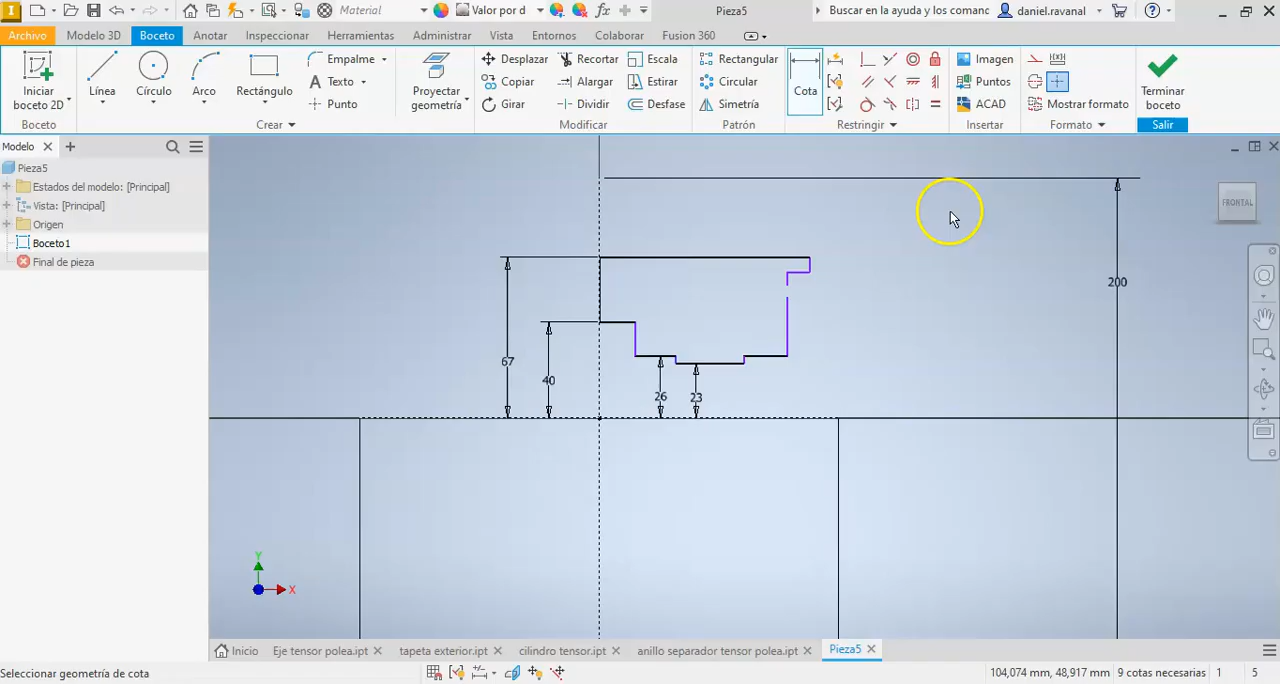 Material
Valor por d
Pieza5
Buscar en la ayuda y los comanc
daniel.ravanal
Archivo
Modelo 3D
Boceto
Anotar
Inspeccionar
Herramientas
Administrar
Vista
Entornos
Colaborar
Fusion 360
Iniciar
boceto 2D
Línea
Círculo
Arco
Rectángulo
Empalme
Texto
Punto
Proyectar
geometría
Desplazar
Copiar
Girar
Recortar
Alargar
Dividir
Escala
Estirar
Desfase
Rectangular
Circular
Simetría
Cota
Imagen
Puntos
ACAD
Mostrar formato
Terminar
boceto
Boceto
Crear
Modificar
Patrón
Restringir
Insertar
Formato
Salir
Modelo
Pieza5
Estados del modelo: [Principal]
Vista: [Principal]
Origen
Boceto1
Final de pieza
FRONTAL
200
67
40
26
23
Y
X
Inicio
Eje tensor polea.ipt
tapeta exterior.ipt
cilindro tensor.ipt
anillo separador tensor polea.ipt
Pieza5
Seleccionar geometría de cota
104,074 mm, 48,917 mm
9 cotas necesarias
1
5